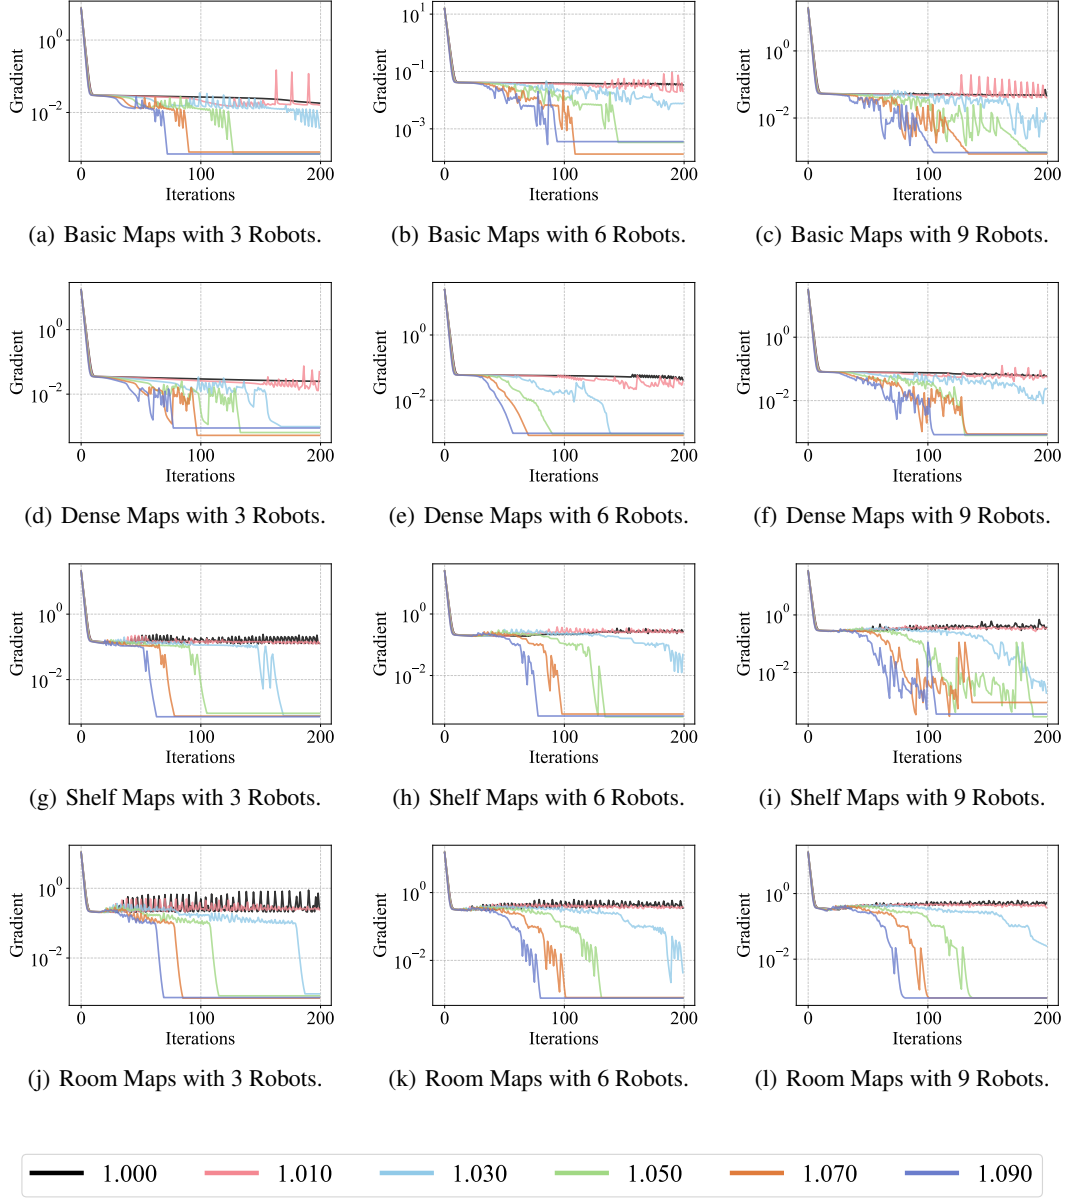 10^0
10^-2
Gradient
0 100 200
Iterations
(a) Basic Maps with 3 Robots.
10^1
10^-1
10^-3
Gradient
0 100 200
Iterations
(b) Basic Maps with 6 Robots.
10^0
10^-2
Gradient
0 100 200
Iterations
(c) Basic Maps with 9 Robots.
10^0
10^-2
Gradient
0 100 200
Iterations
(d) Dense Maps with 3 Robots.
10^0
10^-2
Gradient
0 100 200
Iterations
(e) Dense Maps with 6 Robots.
10^0
10^-2
Gradient
0 100 200
Iterations
(f) Dense Maps with 9 Robots.
10^0
10^-2
Gradient
0 100 200
Iterations
(g) Shelf Maps with 3 Robots.
10^0
10^-2
Gradient
0 100 200
Iterations
(h) Shelf Maps with 6 Robots.
10^0
10^-2
Gradient
0 100 200
Iterations
(i) Shelf Maps with 9 Robots.
10^0
10^-2
Gradient
0 100 200
Iterations
(j) Room Maps with 3 Robots.
10^0
10^-2
Gradient
0 100 200
Iterations
(k) Room Maps with 6 Robots.
10^0
10^-2
Gradient
0 100 200
Iterations
(l) Room Maps with 9 Robots.
1.000 1.010 1.030 1.050 1.070 1.090